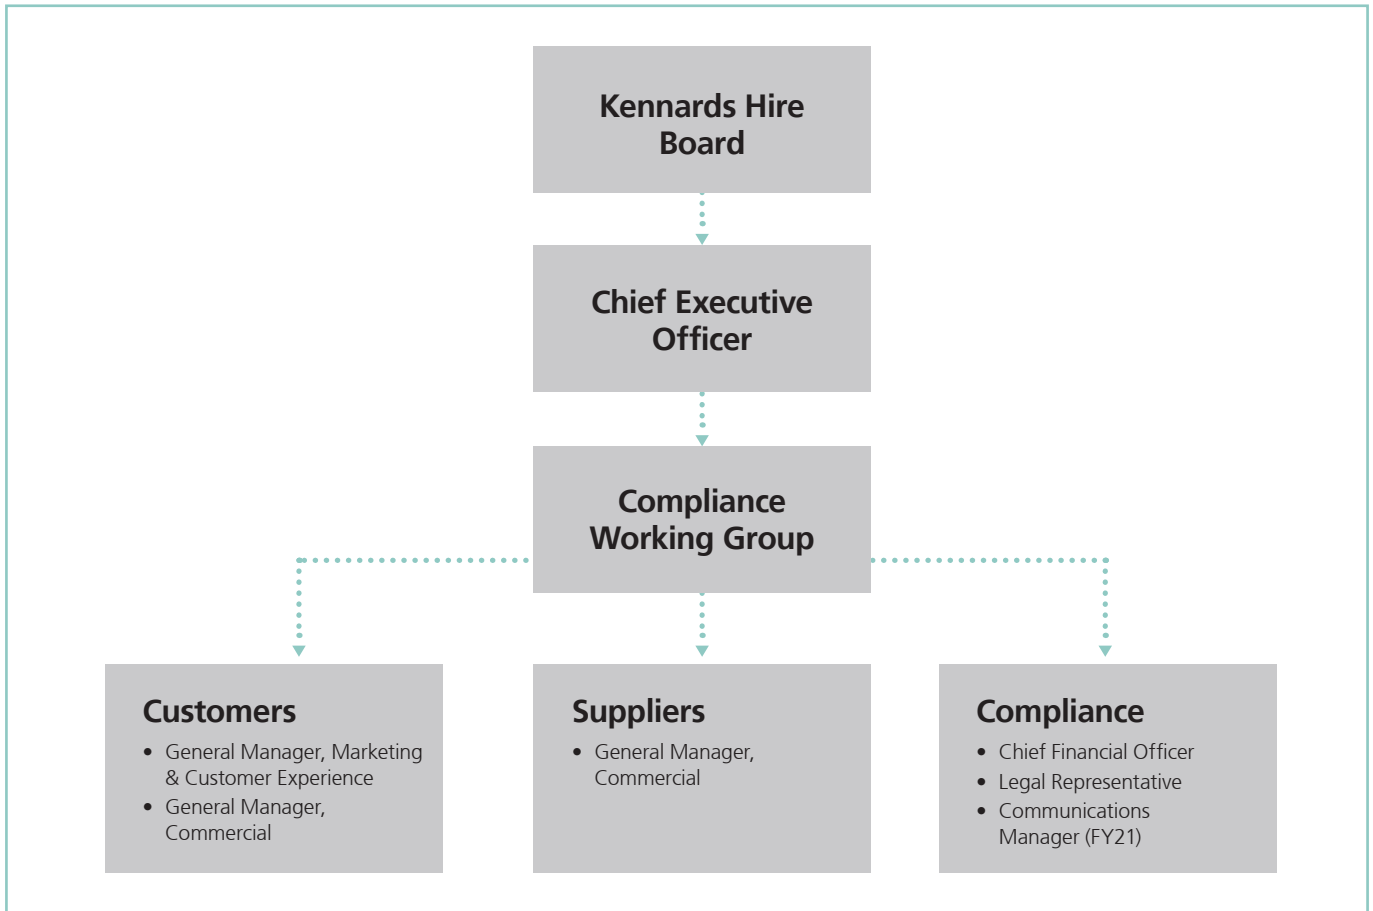 Kennards Hire
Board
Chief Executive
Officer
Compliance
Working Group
Customers
• General Manager, Marketing
& Customer Experience
• General Manager,
Commercial
Suppliers
• General Manager,
Commercial
Compliance
• Chief Financial Officer
• Legal Representative
• Communications
Manager (FY21)